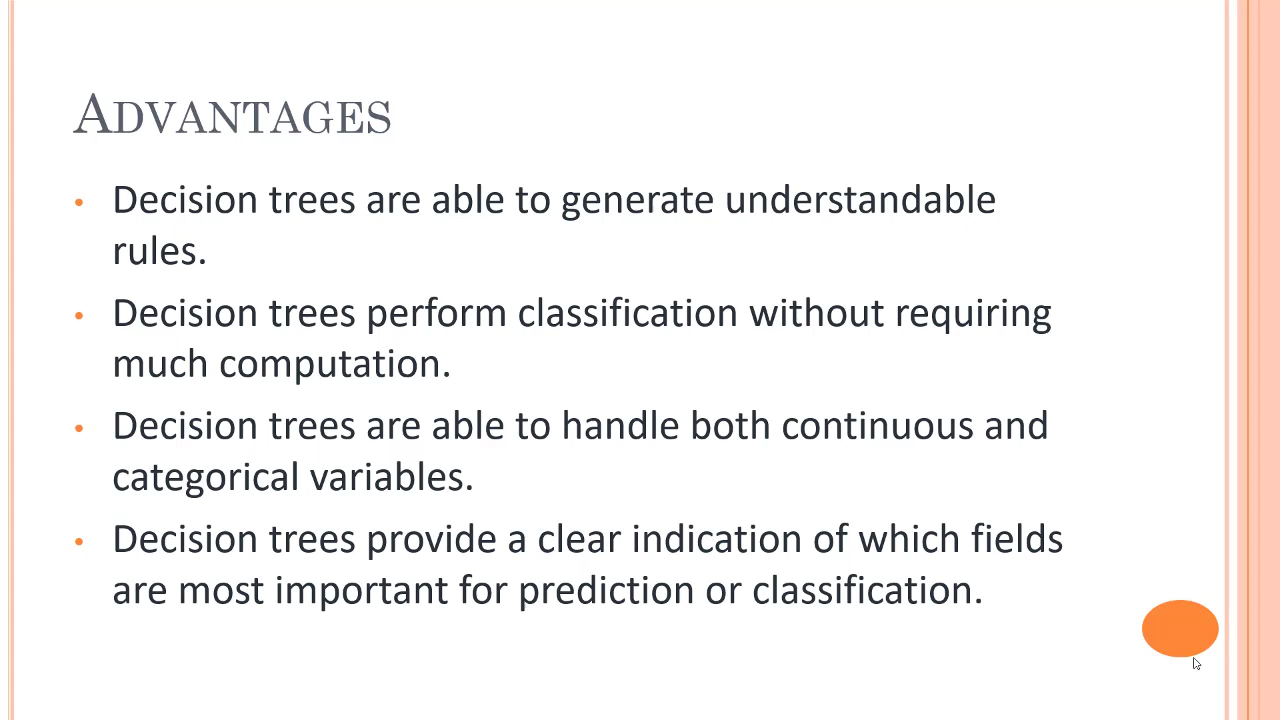 ADVANTAGES
• Decision trees are able to generate understandable
rules.
• Decision trees perform classification without requiring
much computation.
• Decision trees are able to handle both continuous and
categorical variables.
• Decision trees provide a clear indication of which fields
are most important for prediction or classification.